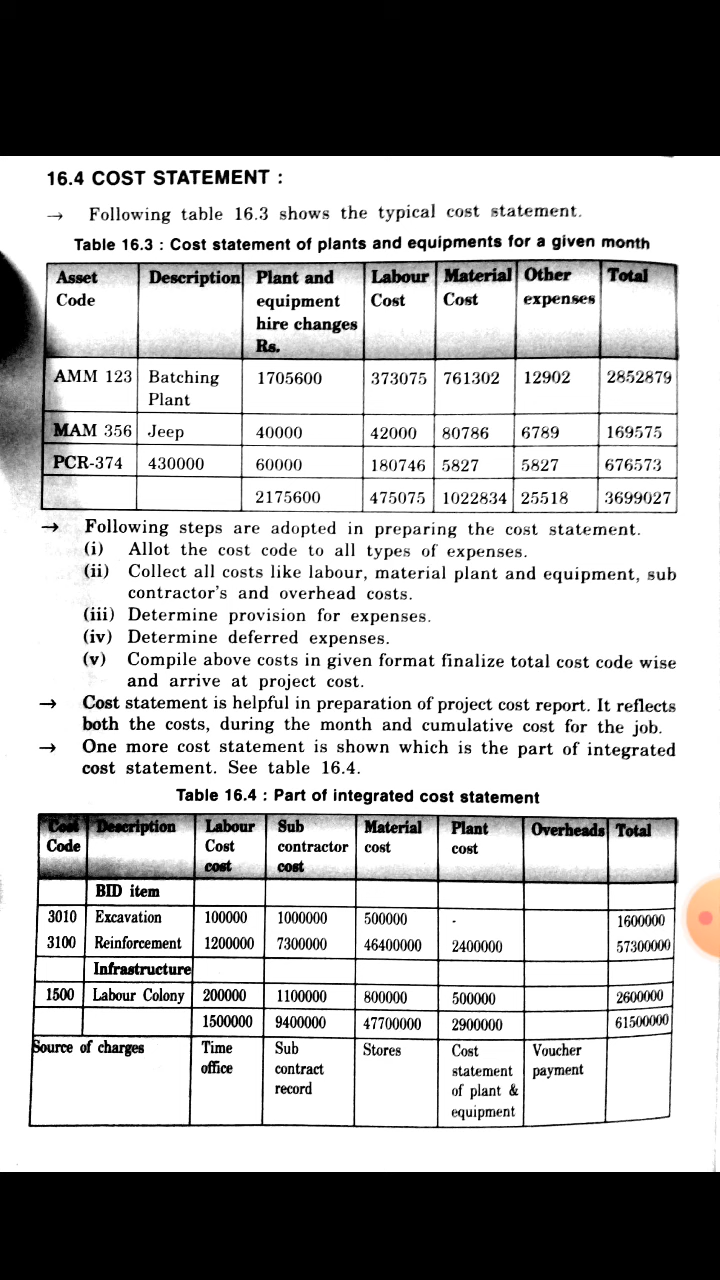 16.4 COST STATEMENT :
→ Following table 16.3 shows the typical cost statement.
Table 16.3 : Cost statement of plants and equipments for a given month
Asset Code | Description | Plant and equipment hire changes Rs. | Labour Cost | Material Cost | Other expenses | Total
AMM 123 | Batching Plant | 1705600 | 373075 | 761302 | 12902 | 2852879
MAM 356 | Jeep | 40000 | 42000 | 80786 | 6789 | 169575
PCR-374 | 430000 | 60000 | 180746 | 5827 | 5827 | 676573
2175600 | 475075 | 1022834 | 25518 | 3699027
→ Following steps are adopted in preparing the cost statement.
(i) Allot the cost code to all types of expenses.
(ii) Collect all costs like labour, material plant and equipment, sub
contractor's and overhead costs.
(iii) Determine provision for expenses.
(iv) Determine deferred expenses.
(v) Compile above costs in given format finalize total cost code wise
and arrive at project cost.
→ Cost statement is helpful in preparation of project cost report. It reflects
both the costs, during the month and cumulative cost for the job.
→ One more cost statement is shown which is the part of integrated
cost statement. See table 16.4.
Table 16.4 : Part of integrated cost statement
Cost Code | Description | Labour Cost cost | Sub contractor cost | Material cost | Plant cost | Overheads | Total
BID item
3010 | Excavation | 100000 | 1000000 | 500000 | - | 1600000
3100 | Reinforcement | 1200000 | 7300000 | 46400000 | 2400000 | 57300000
Infrastructure
1500 | Labour Colony | 200000 | 1100000 | 800000 | 500000 | 2600000
1500000 | 9400000 | 47700000 | 2900000 | 61500000
Source of charges | Time office | Sub contract record | Stores | Cost statement of plant & equipment | Voucher payment